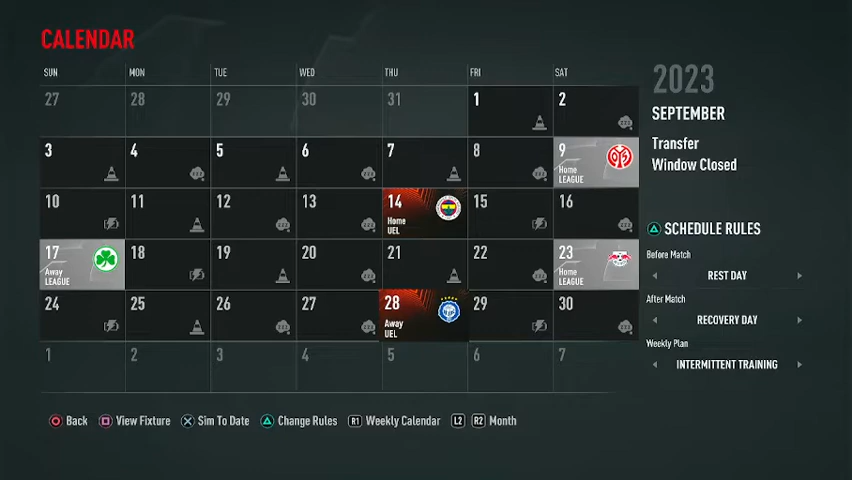 CALENDAR
SUN MON TUE WED THU FRI SAT
27 28 29 30 31 1 2
3 4 5 6 7 8 9
Home
LEAGUE
10 11 12 13 14 15 16
Home
UEL
17 18 19 20 21 22 23
Away Home
LEAGUE LEAGUE
24 25 26 27 28 29 30
Away
UEL
1 2 3 4 5 6 7
2023
SEPTEMBER
Transfer
Window Closed
SCHEDULE RULES
Before Match
REST DAY
After Match
RECOVERY DAY
Weekly Plan
INTERMITTENT TRAINING
Back View Fixture Sim To Date Change Rules R1 Weekly Calendar L2 R2 Month